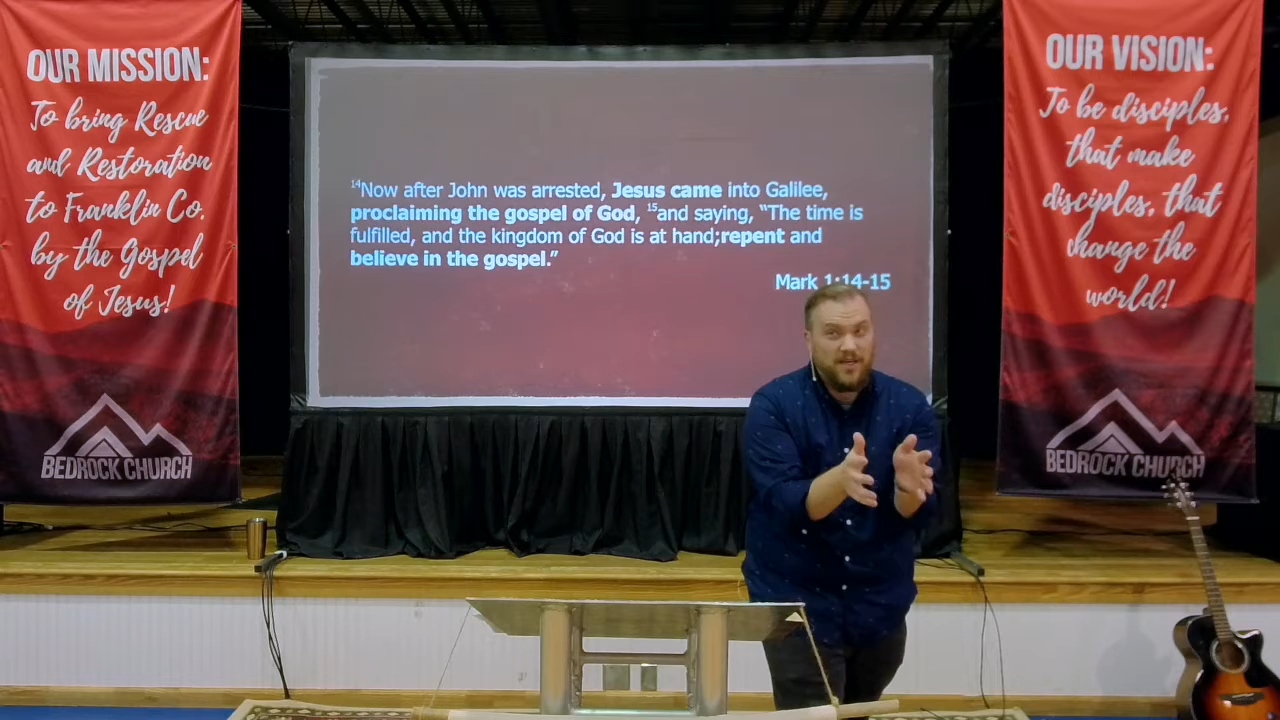 OUR MISSION:
To bring Rescue
and Restoration
to Franklin Co.
by the Gospel
of Jesus!
BEDROCK CHURCH
14Now after John was arrested, Jesus came into Galilee,
proclaiming the gospel of God, 15and saying, “The time is
fulfilled, and the kingdom of God is at hand;repent and
believe in the gospel.”
Mark 1:14-15
OUR VISION:
To be disciples,
that make
disciples, that
change the
world!
BEDROCK CHURCH